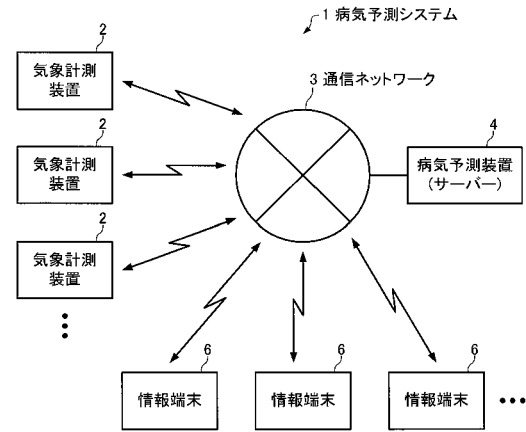 1 病気予測システム
2
気象計測
装置
3 通信ネットワーク
2
気象計測
装置
4
病気予測装置
(サーバー)
2
気象計測
装置
6
情報端末
6
情報端末
6
情報端末